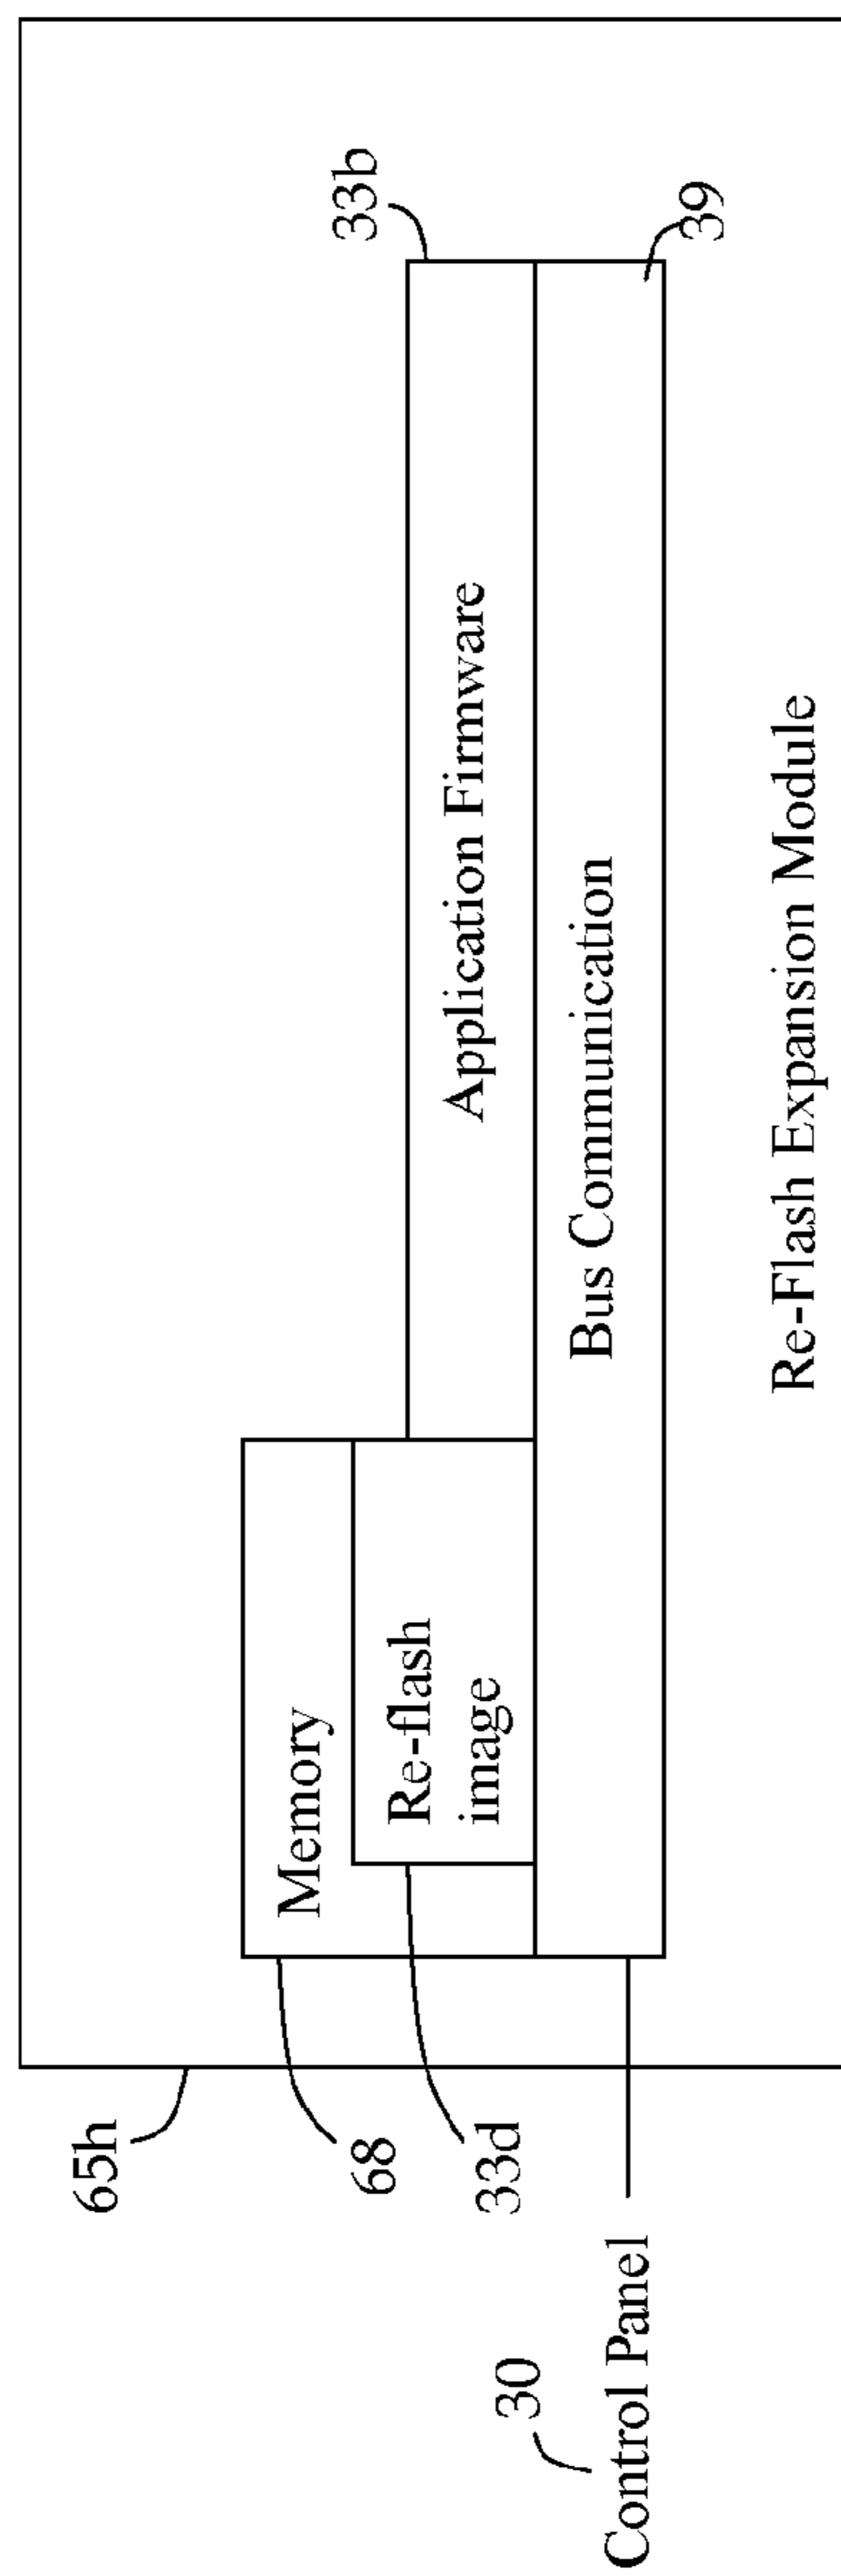 65h
68
33d
30
Control Panel
Memory
Re-flash
image
Application Firmware
Bus Communication
33b
39
Re-Flash Expansion Module